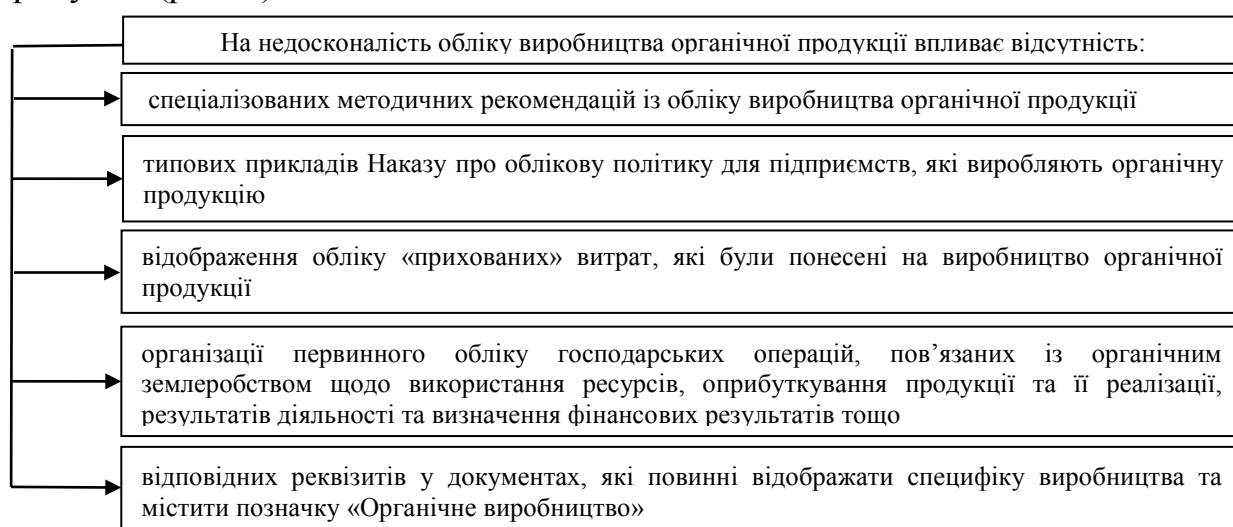 На недосконалість обліку виробництва органічної продукції впливає відсутність:
спеціалізованих методичних рекомендацій із обліку виробництва органічної продукції
типових прикладів Наказу про облікову політику для підприємств, які виробляють органічну
продукцію
відображення обліку «прихованих» витрат, які були понесені на виробництво органічної
продукції
організації первинного обліку господарських операцій, пов’язаних із органічним
землеробством щодо використання ресурсів, оприбуткування продукції та її реалізації,
результатів діяльності та визначення фінансових результатів тощо
відповідних реквізитів у документах, які повинні відображати специфіку виробництва та
містити позначку «Органічне виробництво»